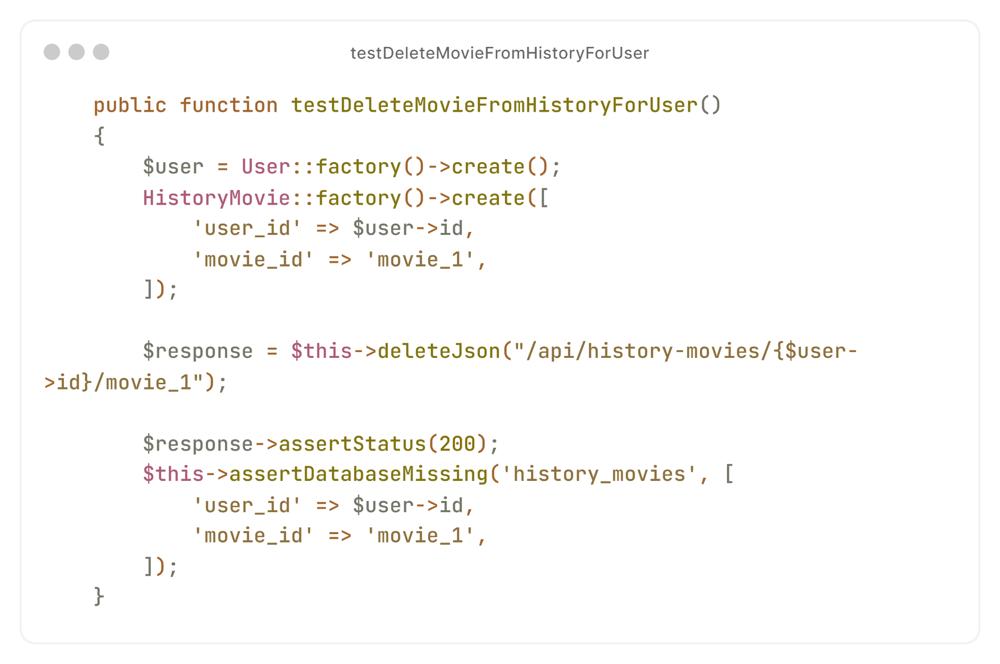 testDeleteMovieFromHistoryForUser
    public function testDeleteMovieFromHistoryForUser()
    {
        $user = User::factory()->create();
        HistoryMovie::factory()->create([
            'user_id' => $user->id,
            'movie_id' => 'movie_1',
        ]);

        $response = $this->deleteJson("/api/history-movies/{$user-
>id}/movie_1");

        $response->assertStatus(200);
        $this->assertDatabaseMissing('history_movies', [
            'user_id' => $user->id,
            'movie_id' => 'movie_1',
        ]);
    }